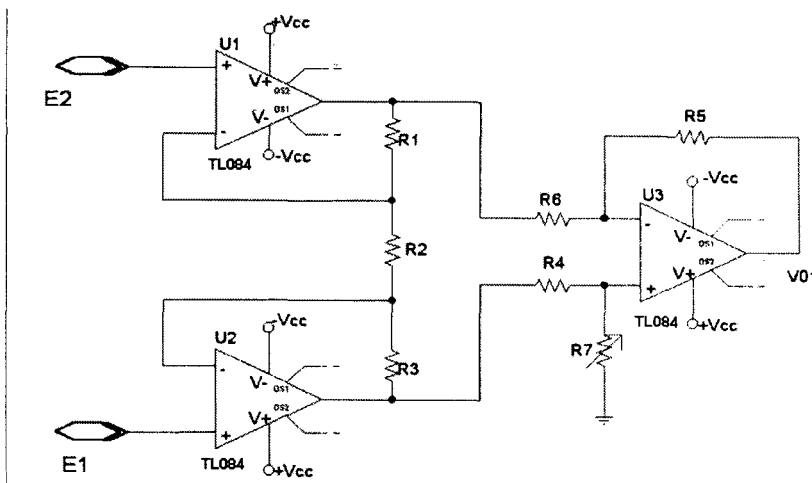 +Vcc
U1
+
V+
OS2
E2
OS1
V-
-
-Vcc
TL084
R1
R5
-Vcc
U3
R6
-
V-
OS1
R2
OS2
V+
R4
+
V01
-Vcc
TL084
+Vcc
U2
R7
-
V-
OS1
R3
OS2
V+
+
E1
TL084
+Vcc